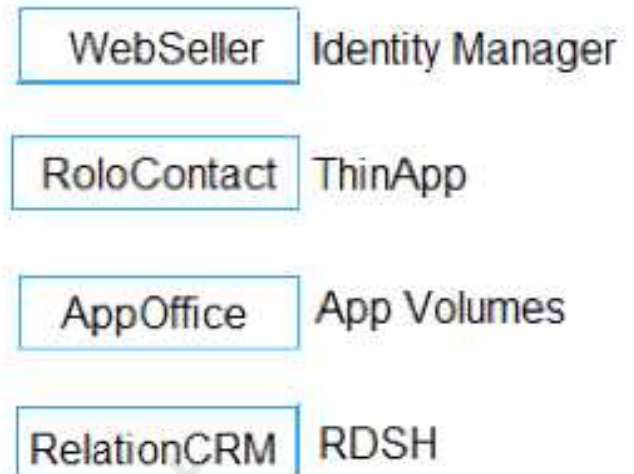 WebSeller Identity Manager
RoloContact ThinApp
AppOffice App Volumes
RelationCRM RDSH